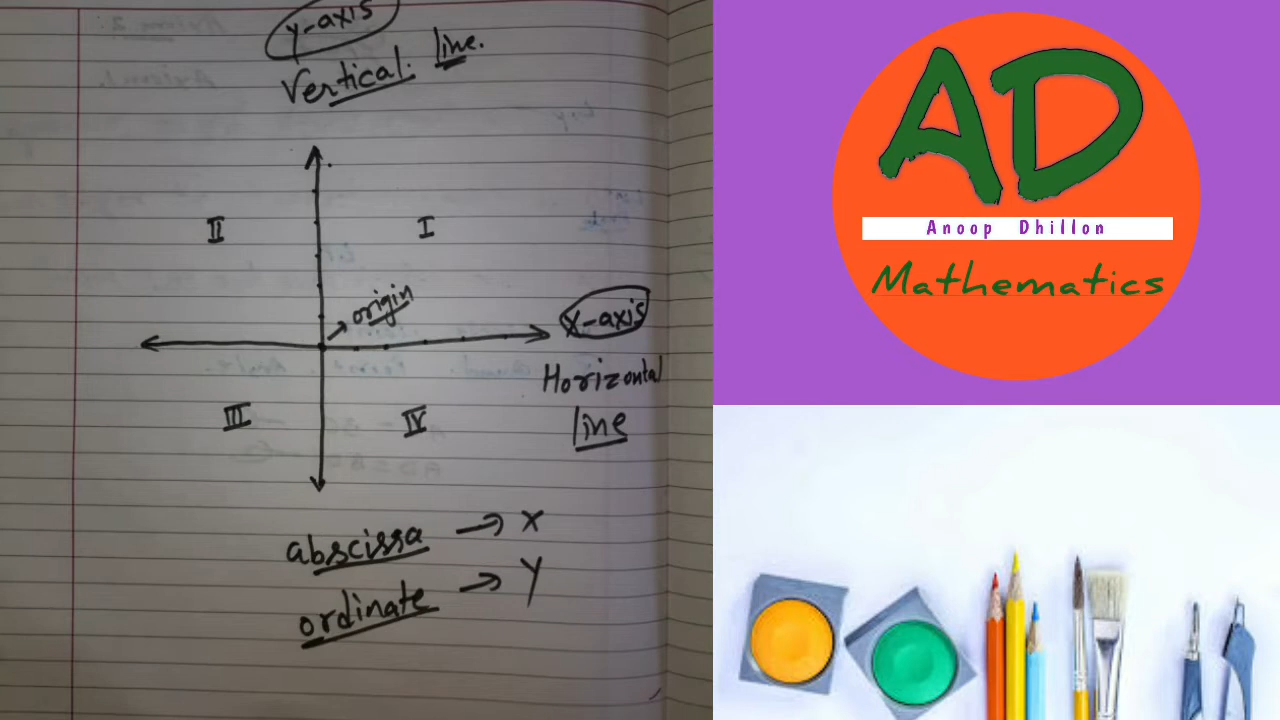 y-axis
Vertical line.
II
I
origin
x-axis
Horizontal
line
III
IV
abscissa → x
ordinate → y
AD
Anoop Dhillon
Mathematics